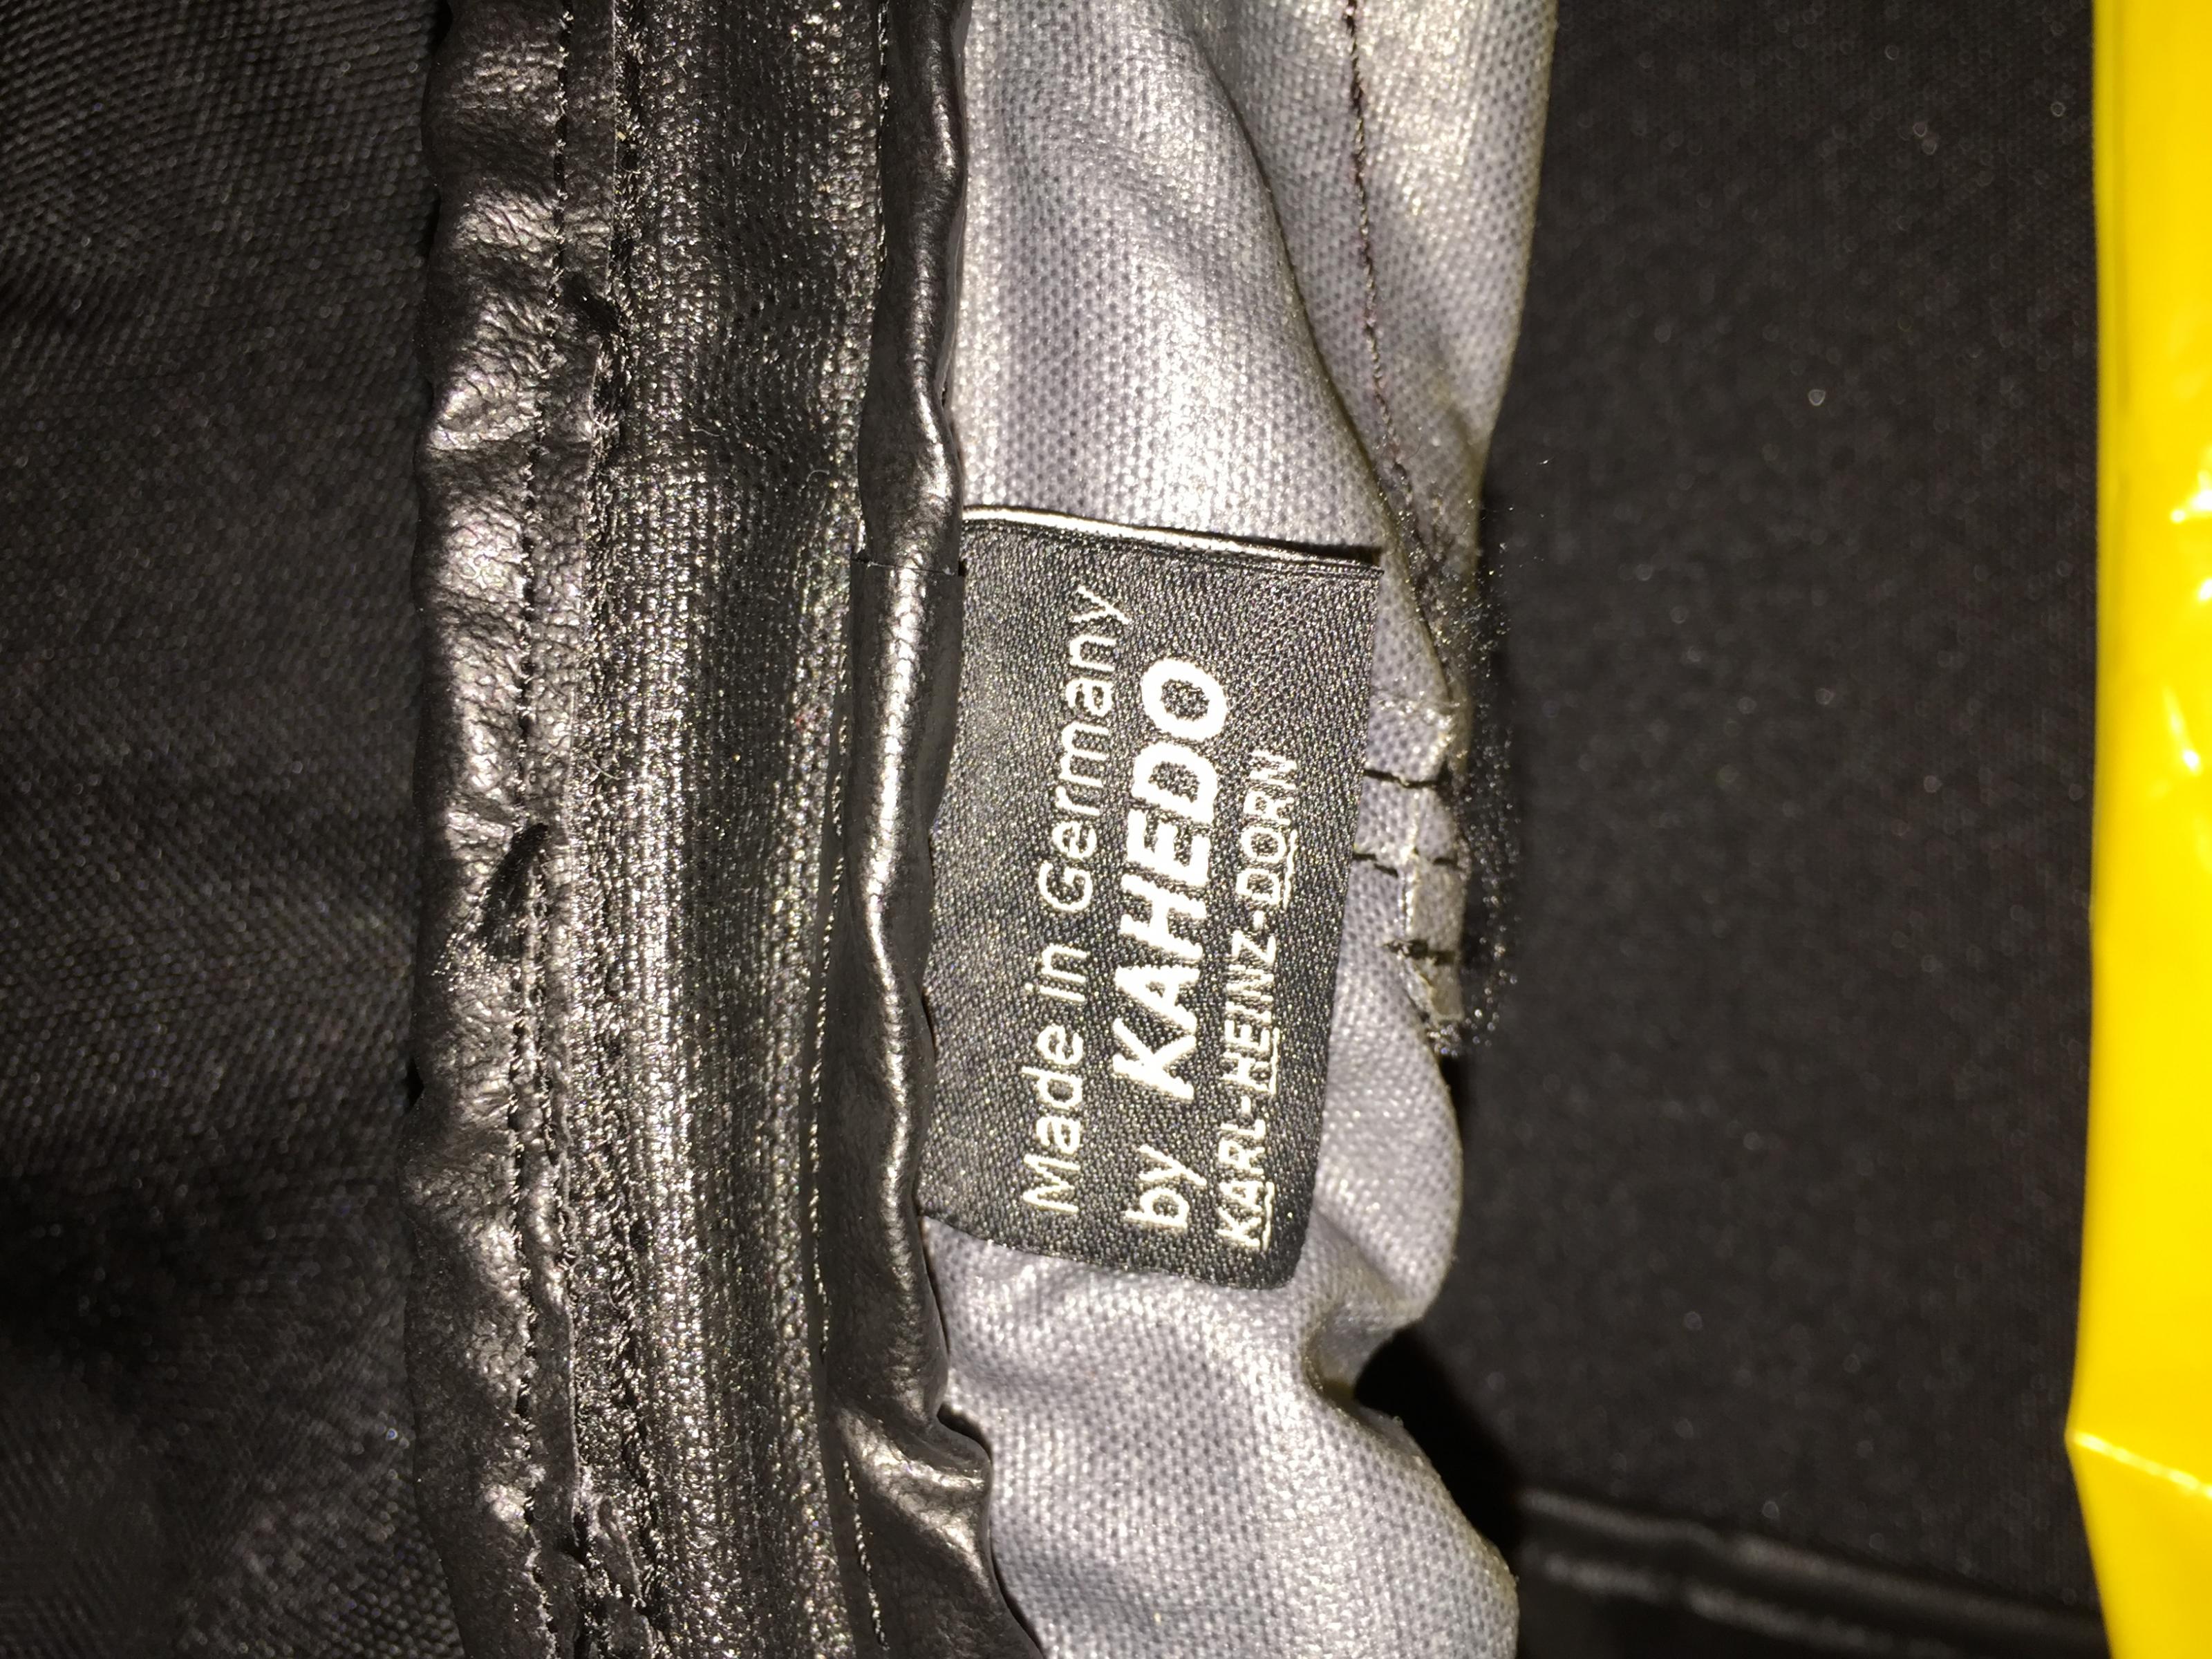 Made in Germany
by KAHEDO
KARL-HEINZ-DORN